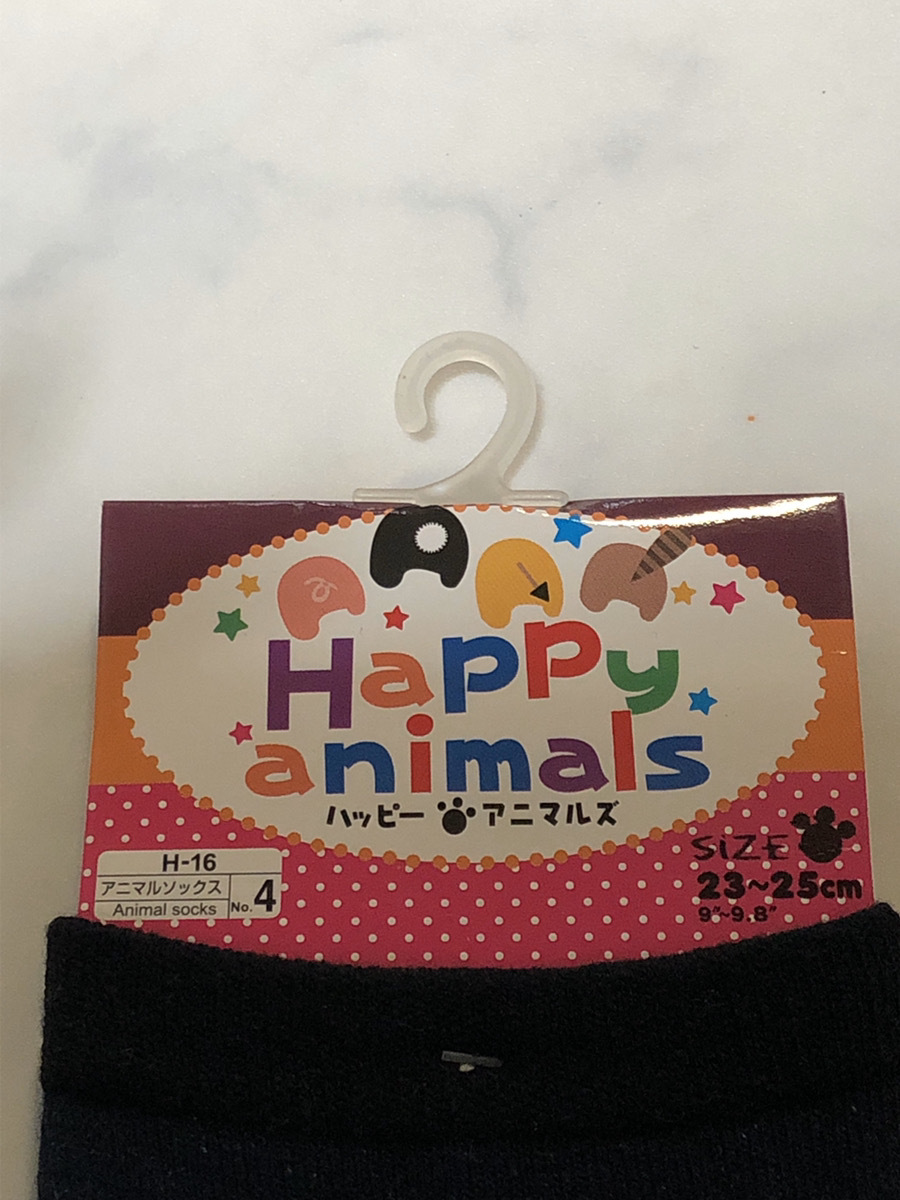 Happy
animals
ハッピー アニマルズ
H-16
アニマルソックス
Animal socks
No. 4
SiZE
23~25cm
9"~9.8"